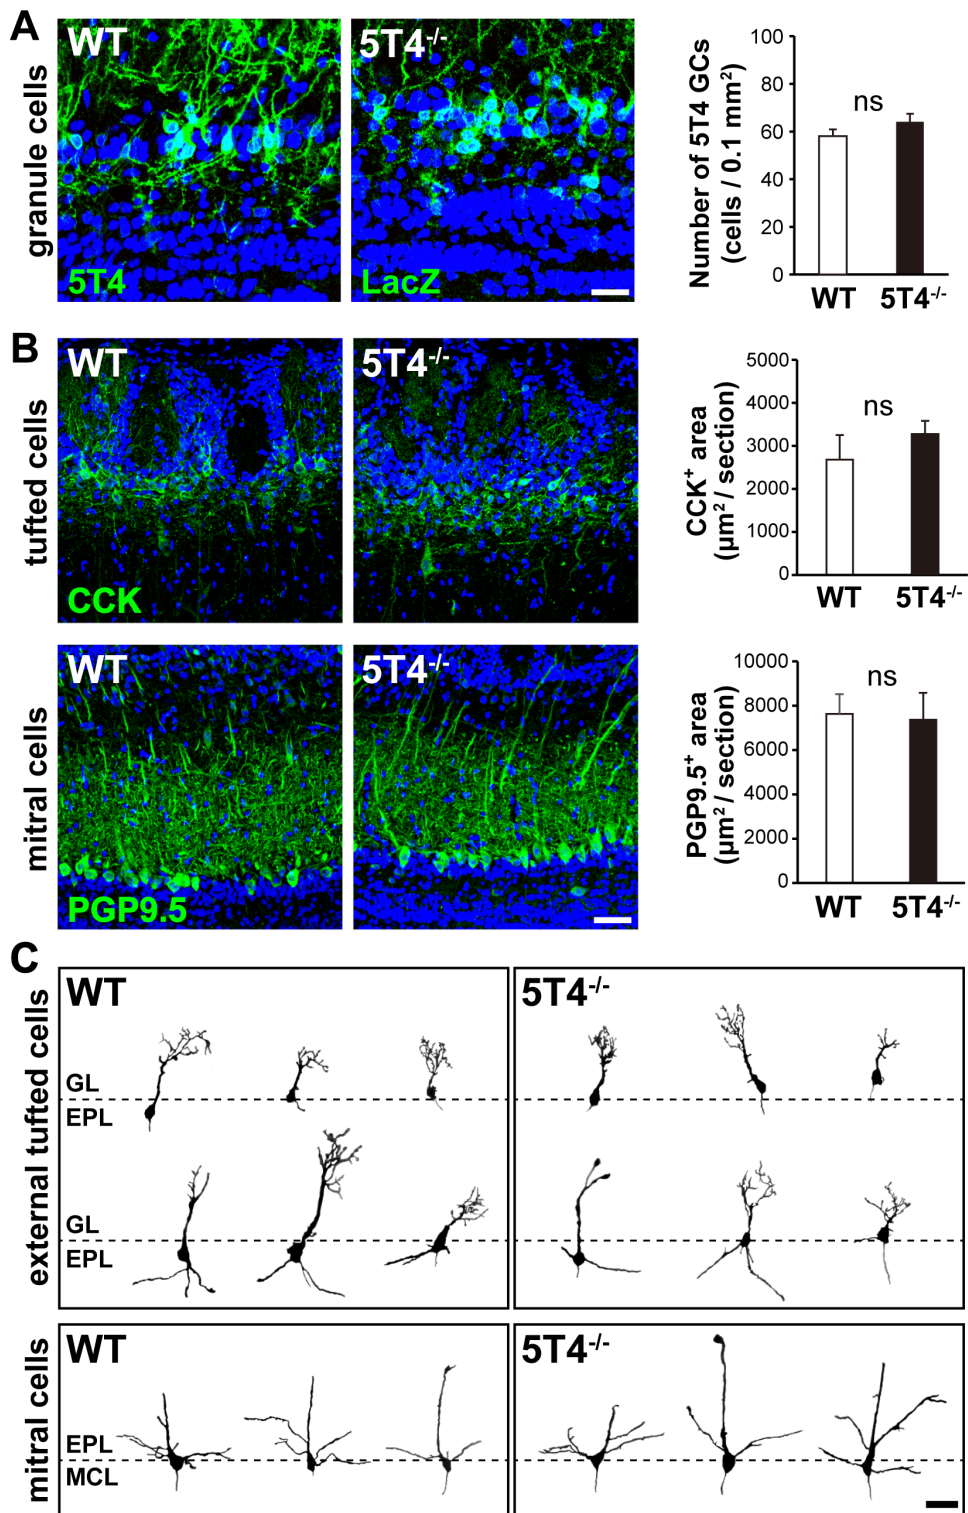 A
granule cells
WT
5T4
5T4-/-
LacZ
Number of 5T4 GCs
(cells / 0.1 mm²)
100
80
60
40
20
0
ns
WT
5T4-/-
B
tufted cells
WT
CCK
5T4-/-
CCK+ area
(µm² / section)
5000
4000
3000
2000
1000
0
ns
WT
5T4-/-
mitral cells
WT
PGP9.5
5T4-/-
PGP9.5+ area
(µm² / section)
10000
8000
6000
4000
2000
0
ns
WT
5T4-/-
C
external tufted cells
WT
GL
EPL
GL
EPL
5T4-/-
mitral cells
WT
EPL
MCL
5T4-/-